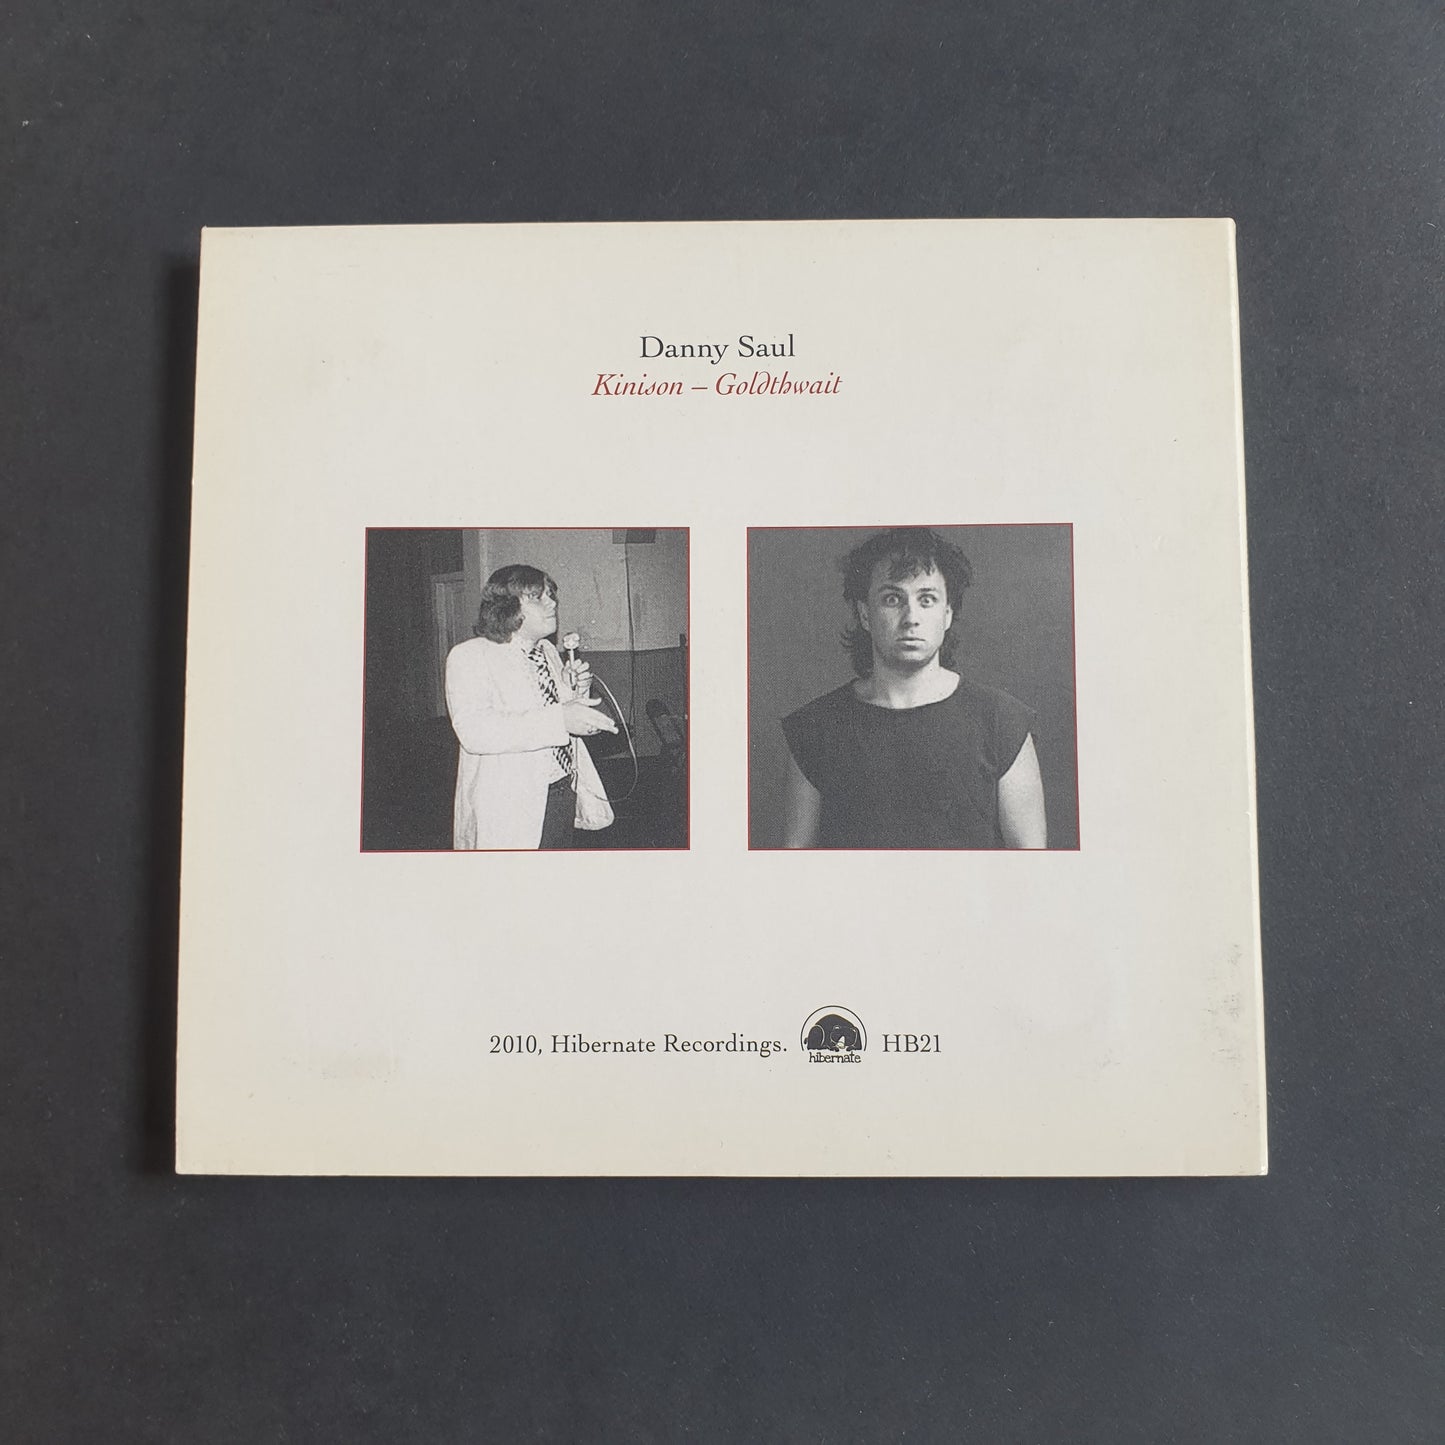 Danny Saul
Kinison – Goldthwait
2010, Hibernate Recordings. hibernate HB21